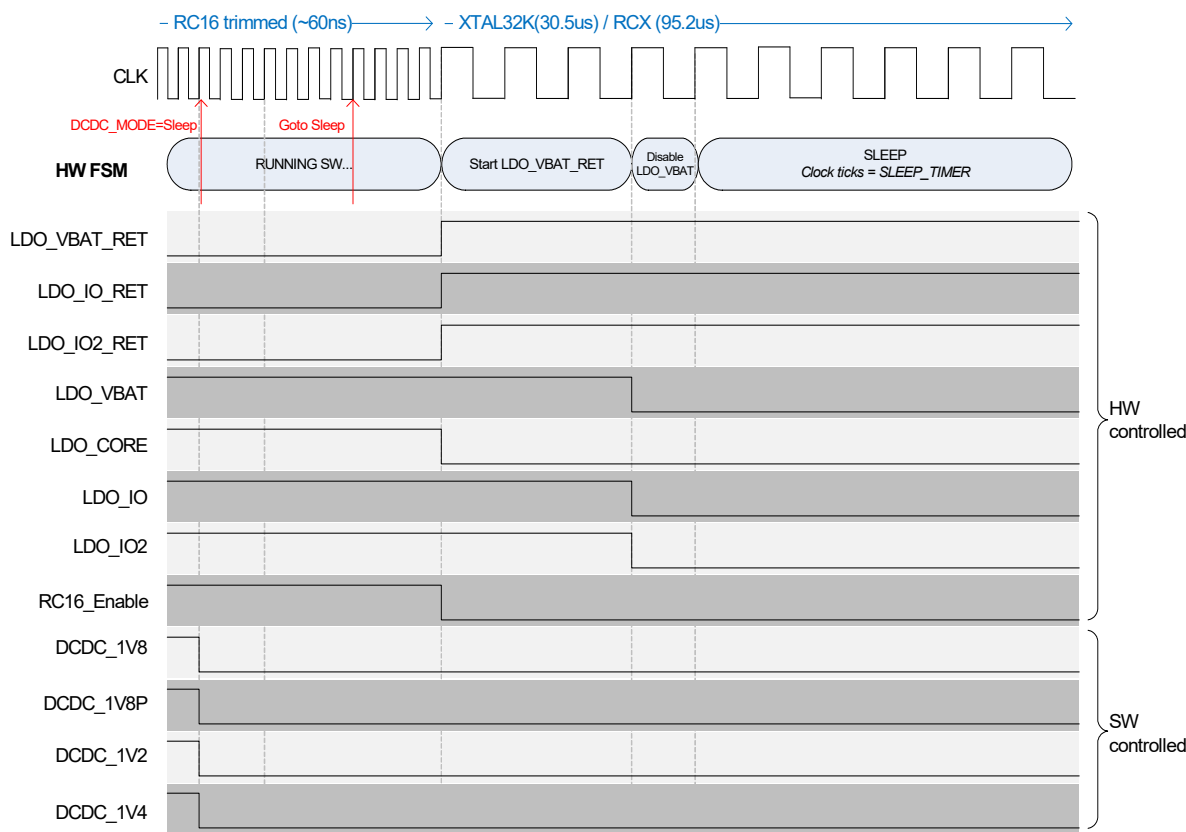 RC16 trimmed (~60ns)
XTAL32K(30.5us) / RCX (95.2us)
CLK
DCDC_MODE=Sleep
Goto Sleep
HW FSM
RUNNING SW...
Start LDO_VBAT_RET
Disable
LDO_VBAT
SLEEP
Clock ticks = SLEEP_TIMER
LDO_VBAT_RET
LDO_IO_RET
LDO_IO2_RET
LDO_VBAT
LDO_CORE
LDO_IO
LDO_IO2
RC16_Enable
HW
controlled
DCDC_1V8
DCDC_1V8P
DCDC_1V2
DCDC_1V4
SW
controlled